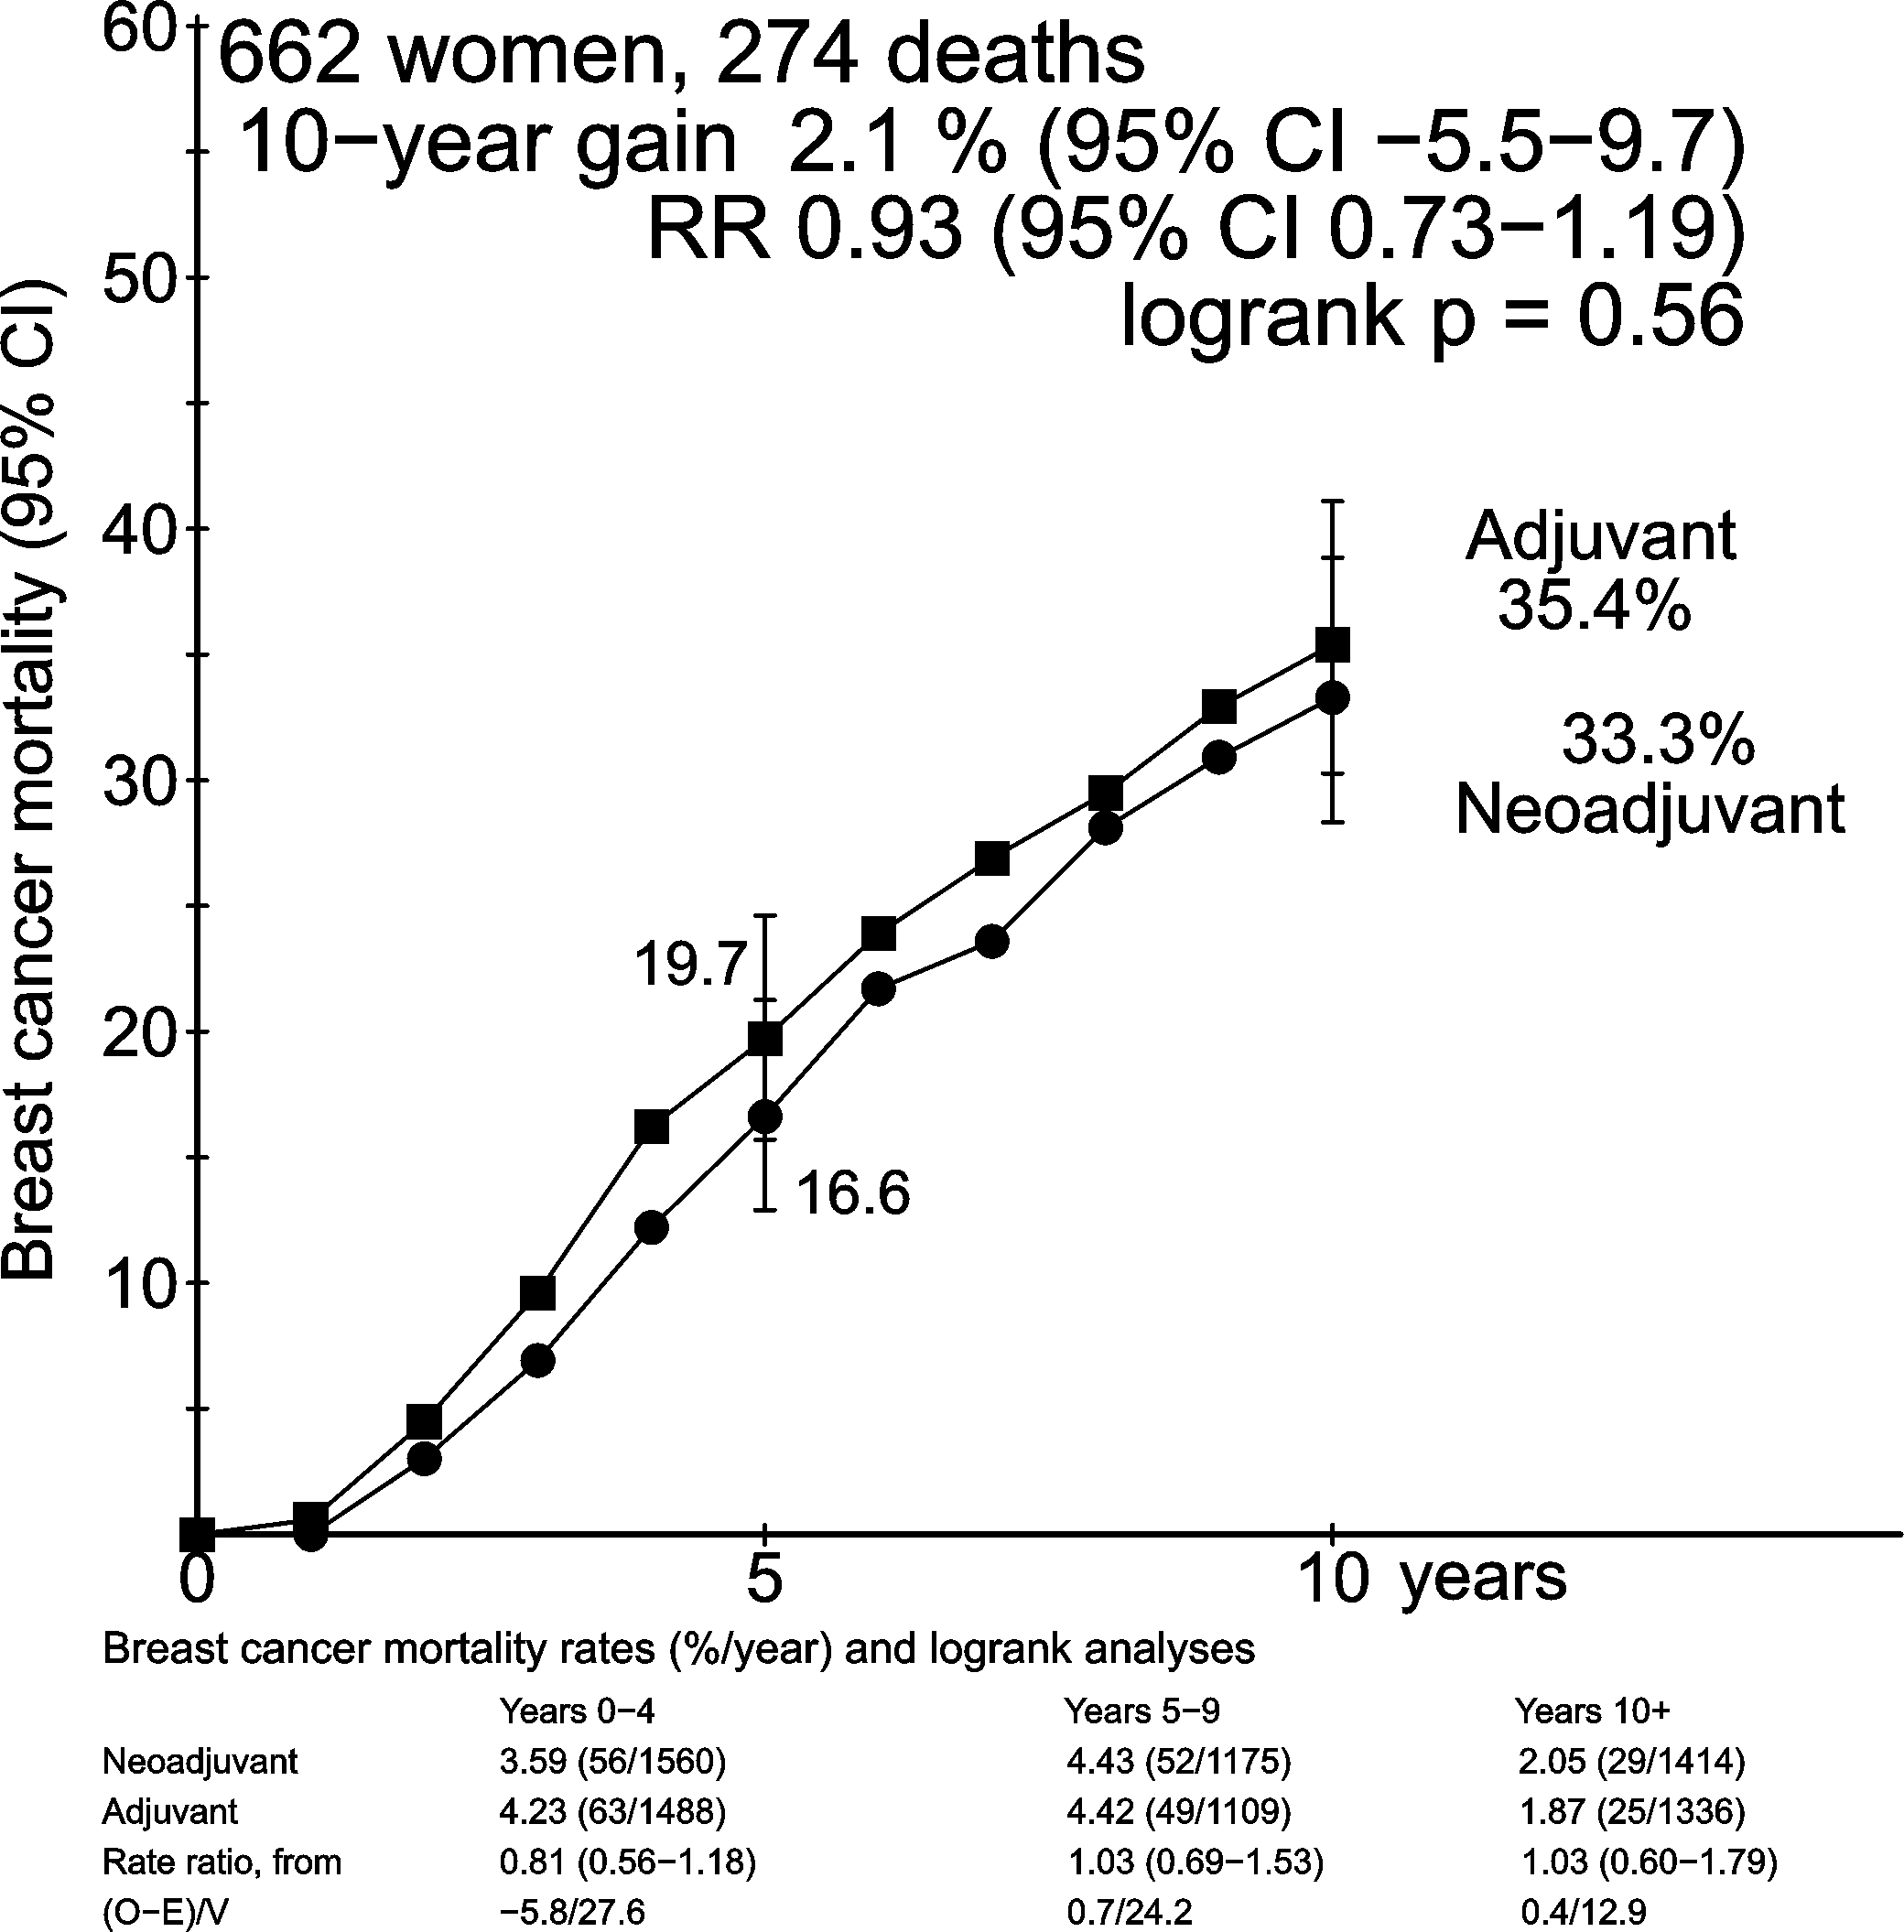 662 women, 274 deaths
10−year gain 2.1 % (95% CI −5.5−9.7)
RR 0.93 (95% CI 0.73−1.19)
logrank p = 0.56
Breast cancer mortality (95% CI)
60
50
40
30
20
10
Adjuvant
35.4%
33.3%
Neoadjuvant
19.7
16.6
0 5 10 years
Breast cancer mortality rates (%/year) and logrank analyses
Years 0−4 Years 5−9 Years 10+
Neoadjuvant 3.59 (56/1560) 4.43 (52/1175) 2.05 (29/1414)
Adjuvant 4.23 (63/1488) 4.42 (49/1109) 1.87 (25/1336)
Rate ratio, from 0.81 (0.56−1.18) 1.03 (0.69−1.53) 1.03 (0.60−1.79)
(O−E)/V −5.8/27.6 0.7/24.2 0.4/12.9